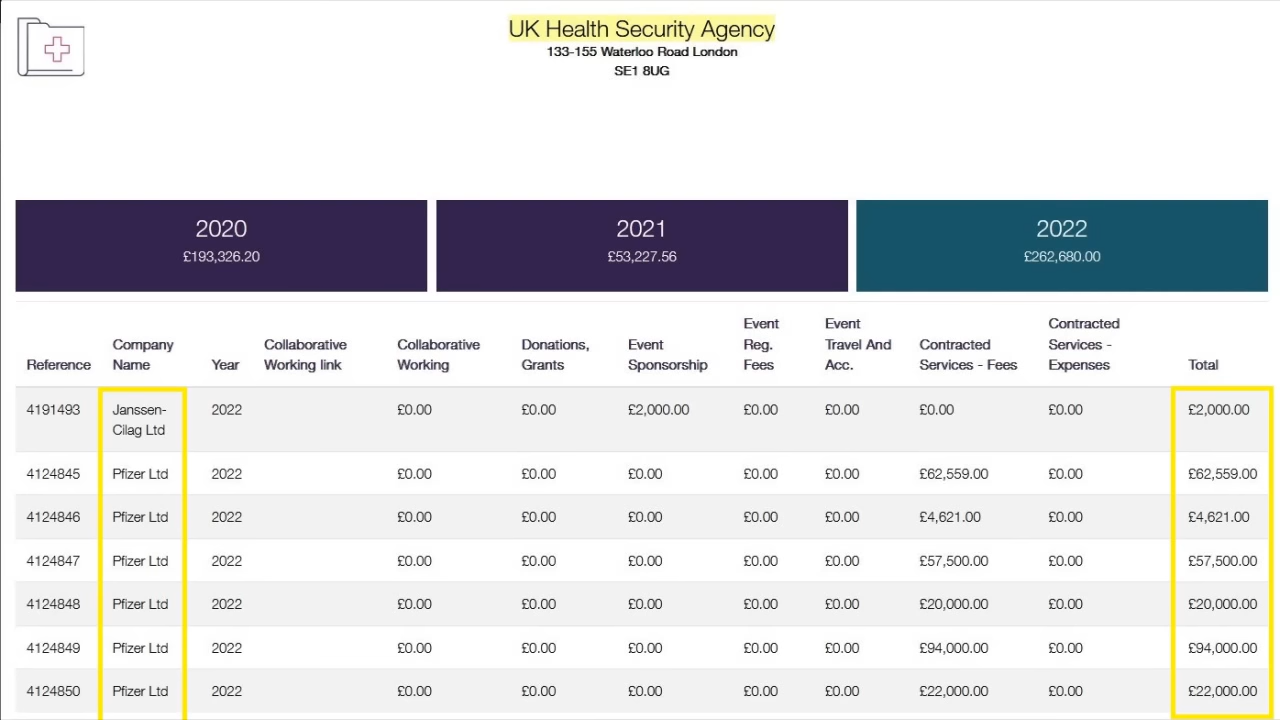 UK Health Security Agency
133-155 Waterloo Road London
SE1 8UG
2020 2021 2022
£193,326.20 £53,227.56 £262,680.00
Reference Company Name Year Collaborative Working link Collaborative Working Donations, Grants Event Sponsorship Event Reg. Fees Event Travel And Acc. Contracted Services - Fees Contracted Services - Expenses Total
4191493 Janssen-Cilag Ltd 2022 £0.00 £0.00 £2,000.00 £0.00 £0.00 £0.00 £0.00 £2,000.00
4124845 Pfizer Ltd 2022 £0.00 £0.00 £0.00 £0.00 £0.00 £62,559.00 £0.00 £62,559.00
4124846 Pfizer Ltd 2022 £0.00 £0.00 £0.00 £0.00 £0.00 £4,621.00 £0.00 £4,621.00
4124847 Pfizer Ltd 2022 £0.00 £0.00 £0.00 £0.00 £0.00 £57,500.00 £0.00 £57,500.00
4124848 Pfizer Ltd 2022 £0.00 £0.00 £0.00 £0.00 £0.00 £20,000.00 £0.00 £20,000.00
4124849 Pfizer Ltd 2022 £0.00 £0.00 £0.00 £0.00 £0.00 £94,000.00 £0.00 £94,000.00
4124850 Pfizer Ltd 2022 £0.00 £0.00 £0.00 £0.00 £0.00 £22,000.00 £0.00 £22,000.00